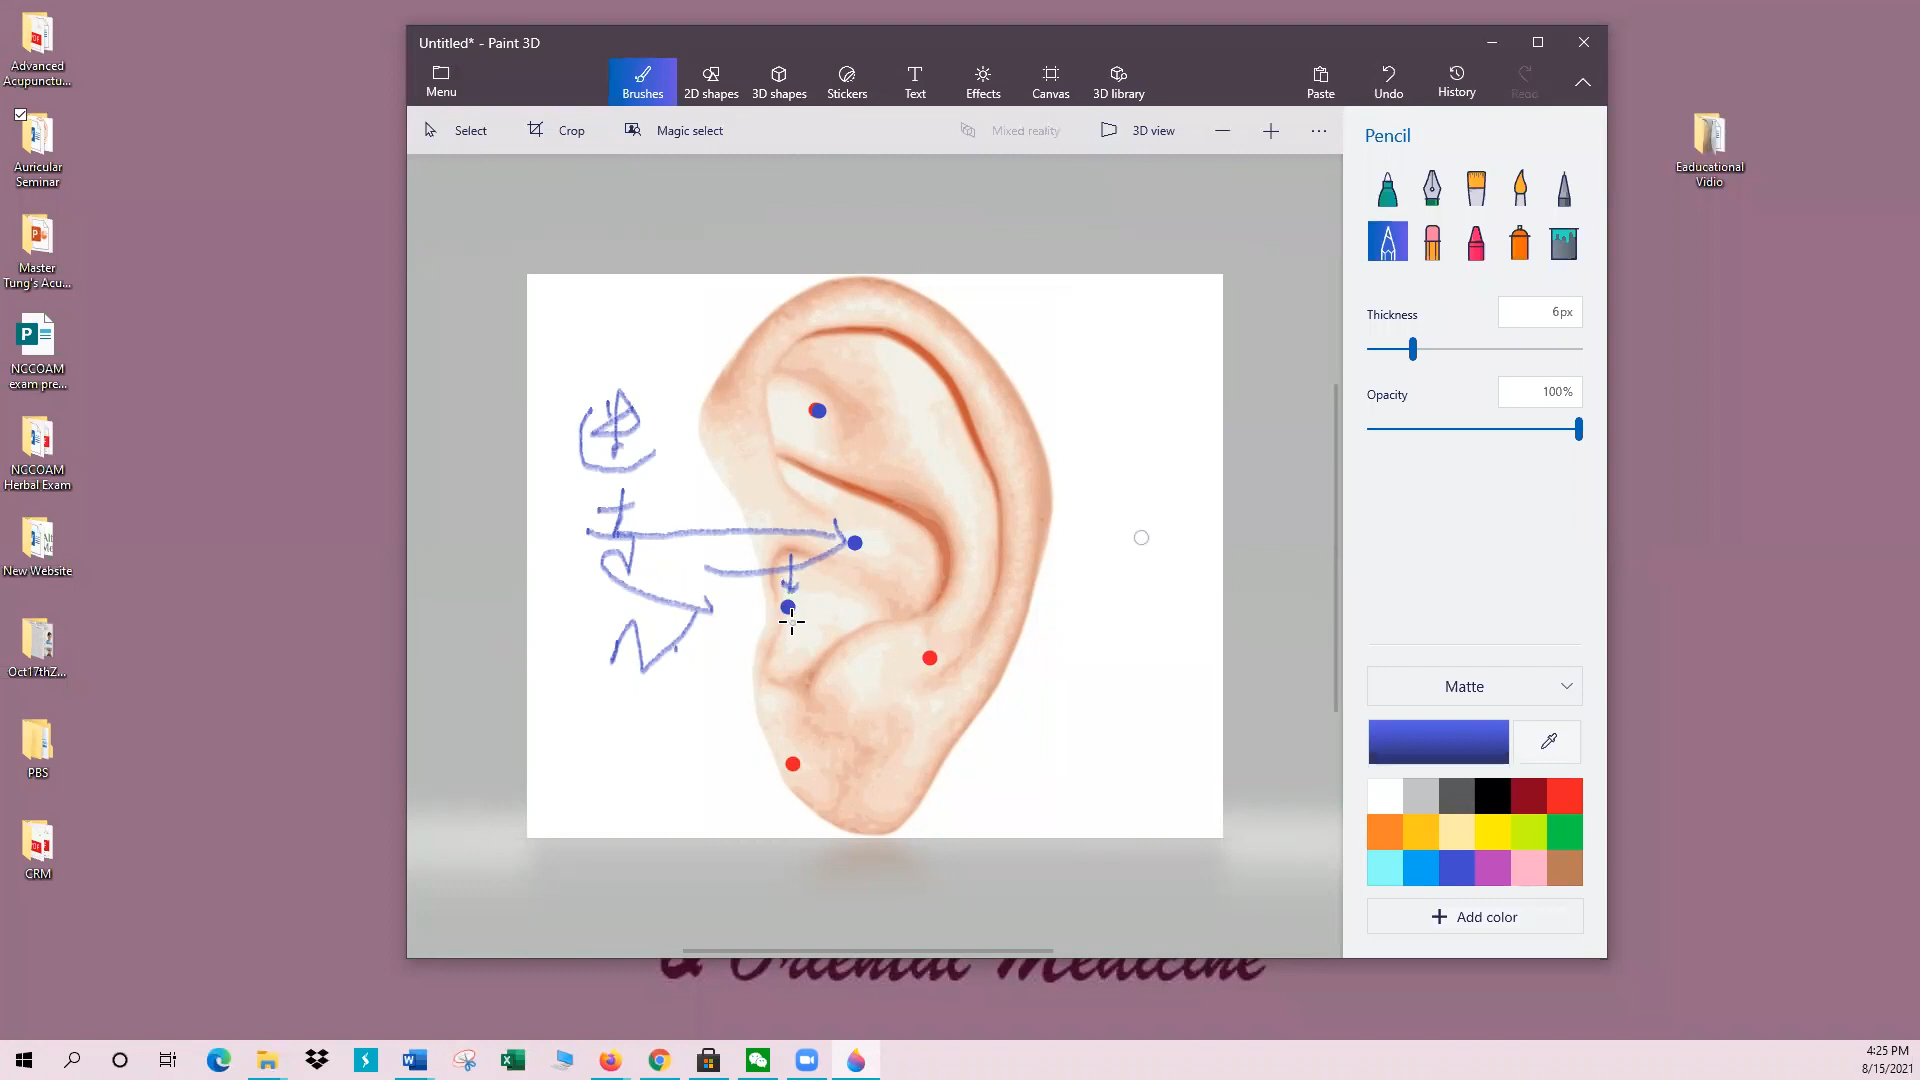 Advanced
Acupunctu...
Auricular
Seminar
Master
Tung's Acu...
NCCOAM
exam pre...
NCCOAM
Herbal Exam
New Website
Oct17thZ...
PBS
CRM
Untitled* - Paint 3D
Menu
Brushes
2D shapes
3D shapes
Stickers
Text
Effects
Canvas
3D library
Paste
Undo
History
Redo
Select
Crop
Magic select
Mixed reality
3D view
Pencil
Thickness
6px
Opacity
100%
Matte
Add color
Eaducational
Vidio
& Oriental Medicine
4:25 PM
8/15/2021